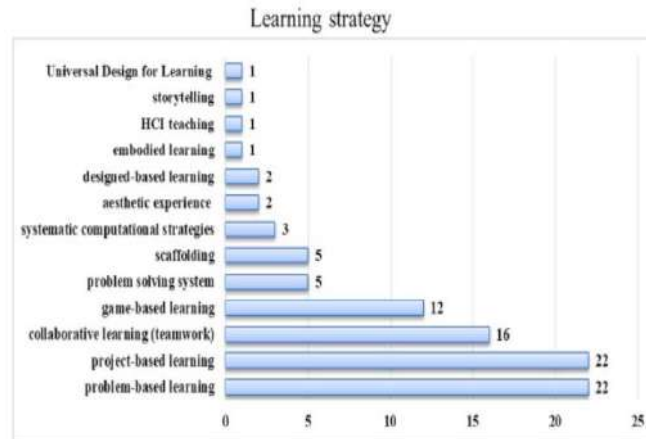 Learning strategy
Universal Design for Learning 1
storytelling 1
HCI teaching 1
embodied learning 1
designed-based learning 2
aesthetic experience 2
systematic computational strategies 3
scaffolding 5
problem solving system 5
game-based learning 12
collaborative learning (teamwork) 16
project-based learning 22
problem-based learning 22
0 5 10 15 20 25